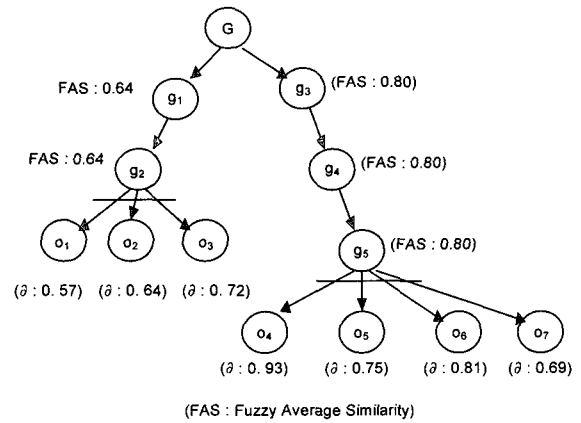 G
FAS : 0.64
g1
g3
(FAS : 0.80)
FAS : 0.64
g2
g4
(FAS : 0.80)
o1
o2
o3
g5
(FAS : 0.80)
(∂ : 0. 57)
(∂ : 0. 64)
(∂ : 0. 72)
o4
o5
o6
o7
(∂ : 0. 93)
(∂ : 0.75)
(∂ : 0.81)
(∂ : 0.69)
(FAS : Fuzzy Average Similarity)